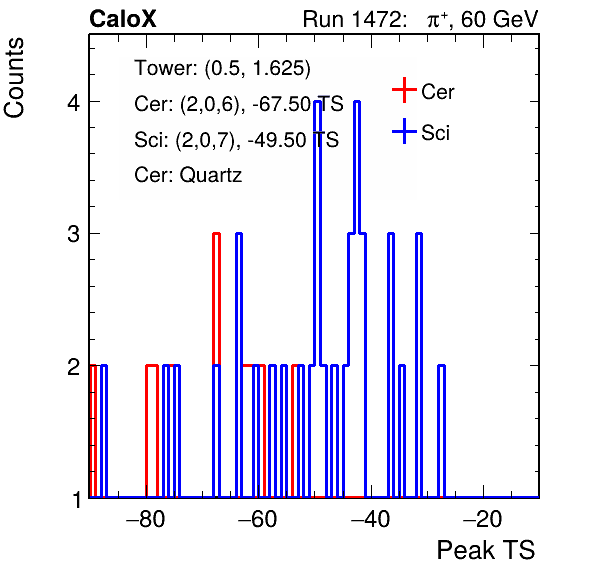 CaloX Run 1472: π⁺, 60 GeV
Counts
Tower: (0.5, 1.625)
Cer: (2,0,6), -67.50 TS
Sci: (2,0,7), -49.50 TS
Cer: Quartz
Cer
Sci
4
3
2
1
−80 −60 −40 −20
Peak TS